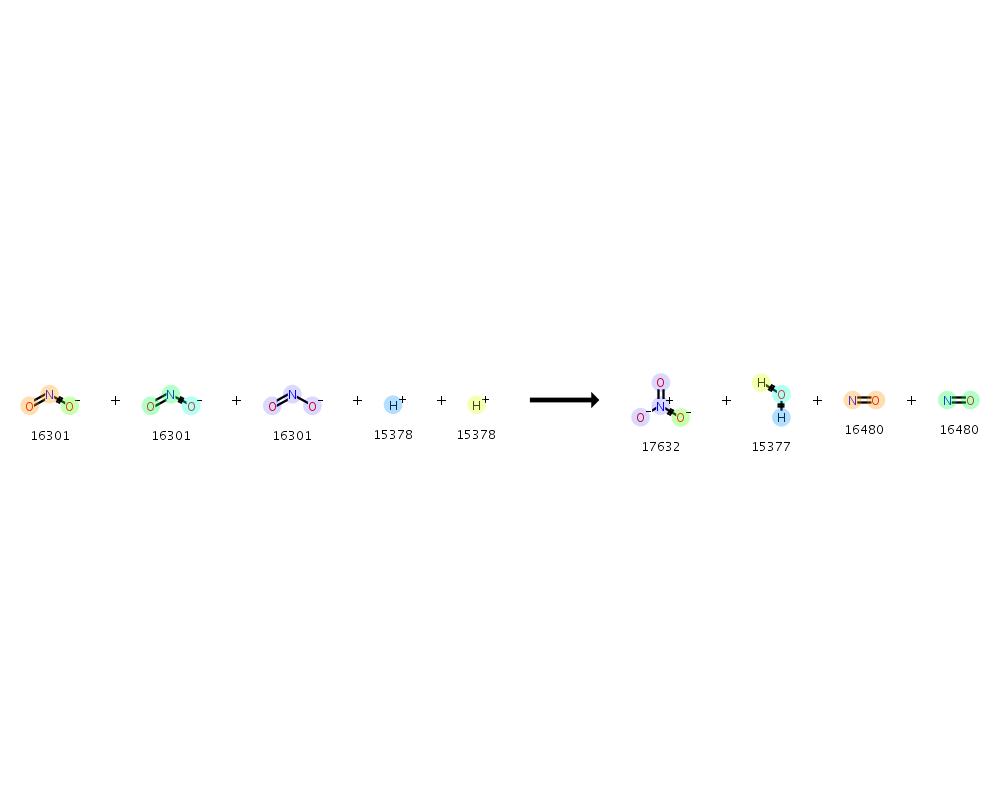 O N O⁻ + O N O⁻ + O N O⁻ + H⁺ + H⁺ → O N⁺ O⁻ O⁻ + H O H + N O + N O
16301 16301 16301 15378 15378 17632 15377 16480 16480